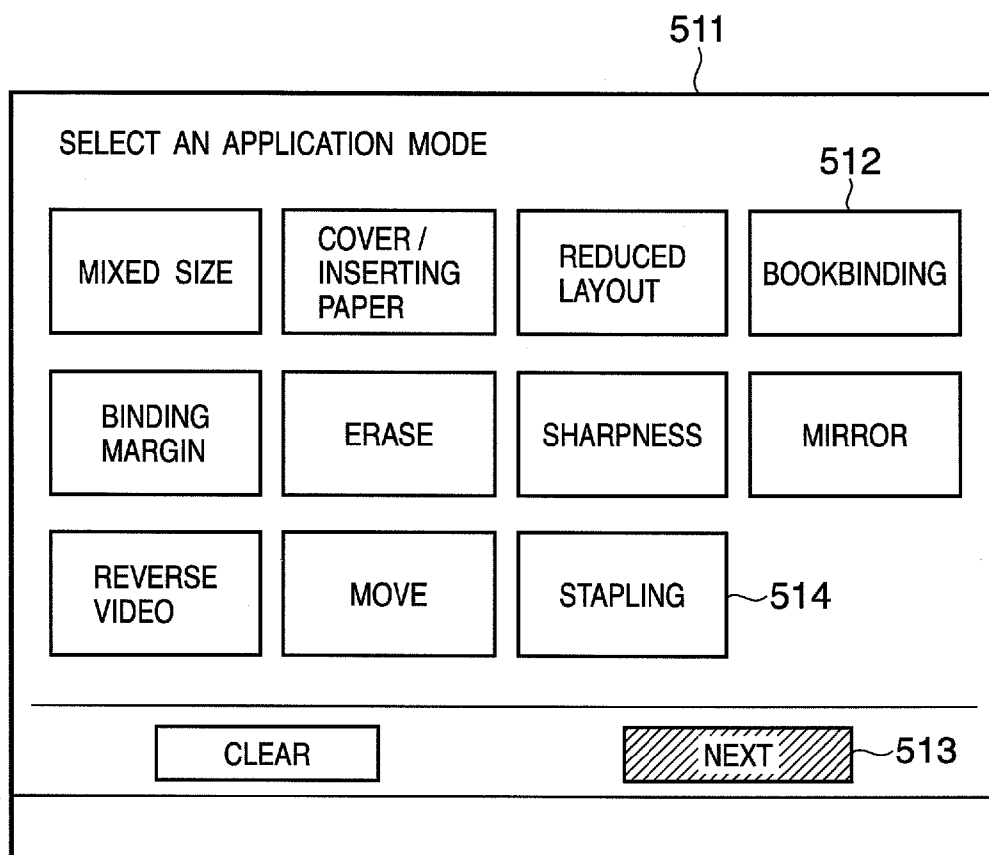 511
SELECT AN APPLICATION MODE
512
MIXED SIZE
COVER /
INSERTING
PAPER
REDUCED
LAYOUT
BOOKBINDING
BINDING
MARGIN
ERASE
SHARPNESS
MIRROR
REVERSE
VIDEO
MOVE
STAPLING
514
CLEAR
NEXT
513